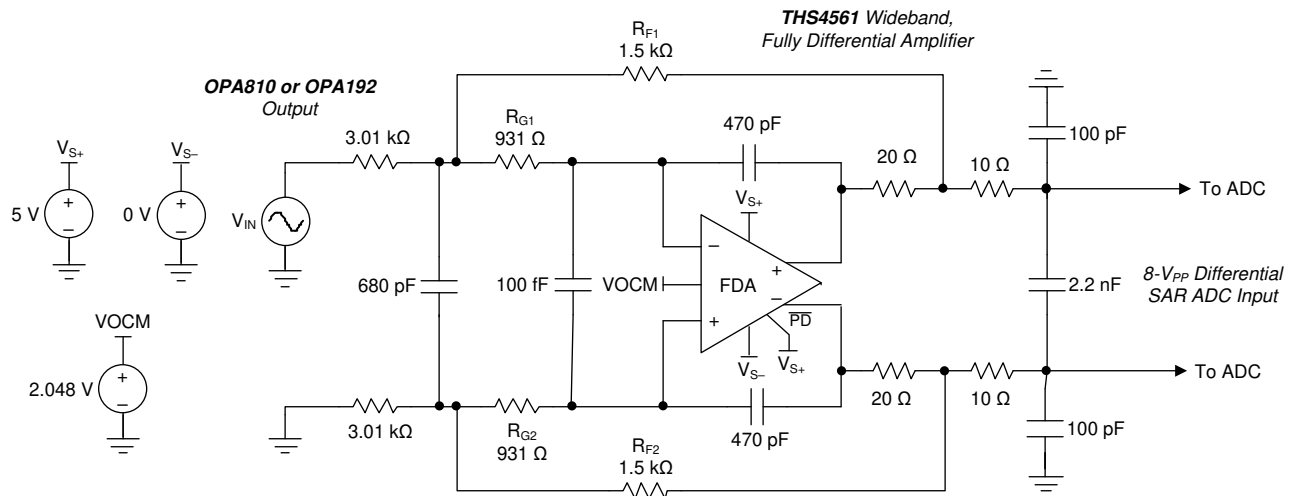 THS4561 Wideband,
Fully Differential Amplifier
RF1
1.5 kΩ
OPA810 or OPA192
Output
3.01 kΩ
RG1
931 Ω
470 pF
20 Ω
10 Ω
100 pF
VS+
5 V
+
−
VS−
0 V
+
−
VIN
VS+
To ADC
680 pF
100 fF
VOCM
−
+
FDA
+
−
PD
VS−
VS+
2.2 nF
8-VPP Differential
SAR ADC Input
VOCM
2.048 V
+
−
To ADC
3.01 kΩ
RG2
931 Ω
470 pF
20 Ω
10 Ω
100 pF
RF2
1.5 kΩ